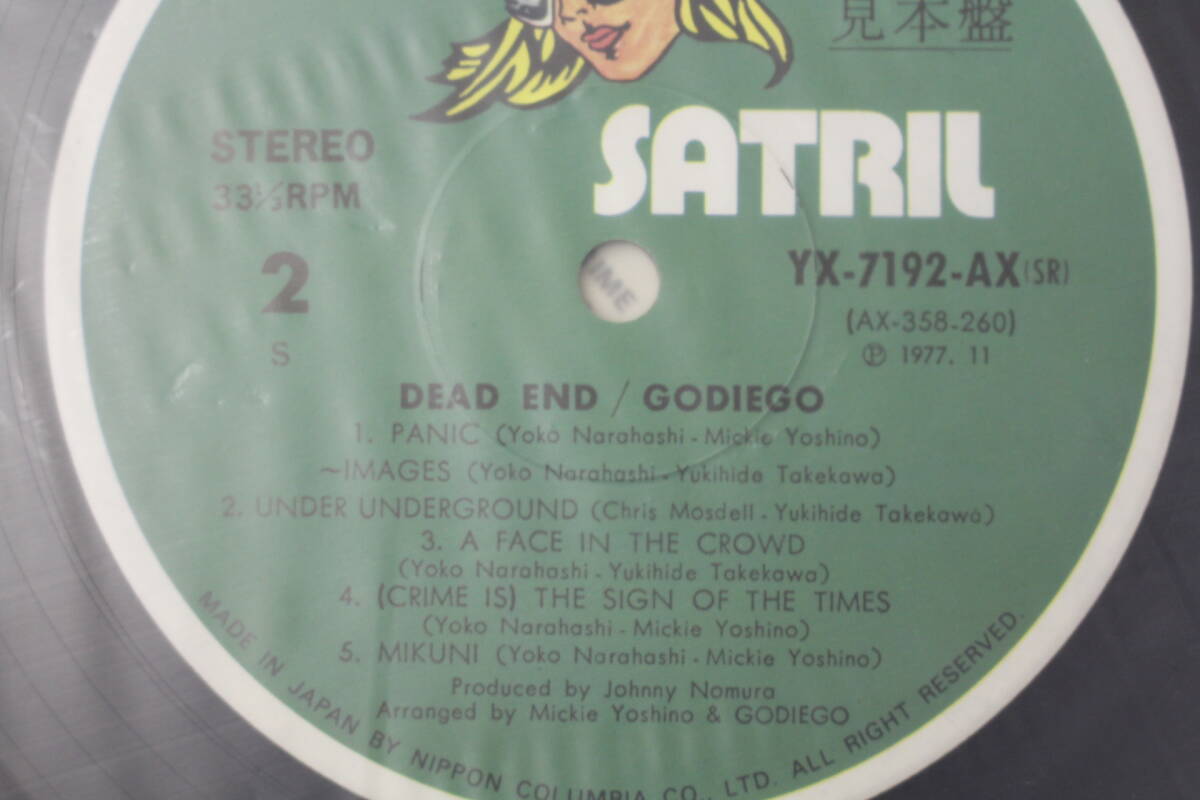 見本盤
SATRIL
STEREO
33⅓RPM
2
S
YX-7192-AX(SR)
(AX-358-260)
Ⓟ 1977. 11
DEAD END / GODIEGO
1. PANIC (Yoko Narahashi - Mickie Yoshino)
~IMAGES (Yoko Narahashi - Yukihide Takekawa)
2. UNDER UNDERGROUND (Chris Mosdell - Yukihide Takekawa)
3. A FACE IN THE CROWD
(Yoko Narahashi - Yukihide Takekawa)
4. (CRIME IS) THE SIGN OF THE TIMES
(Yoko Narahashi - Mickie Yoshino)
5. MIKUNI (Yoko Narahashi - Mickie Yoshino)
Produced by Johnny Nomura
Arranged by Mickie Yoshino & GODIEGO
MADE IN JAPAN BY NIPPON COLUMBIA CO., LTD. ALL RIGHT RESERVED.